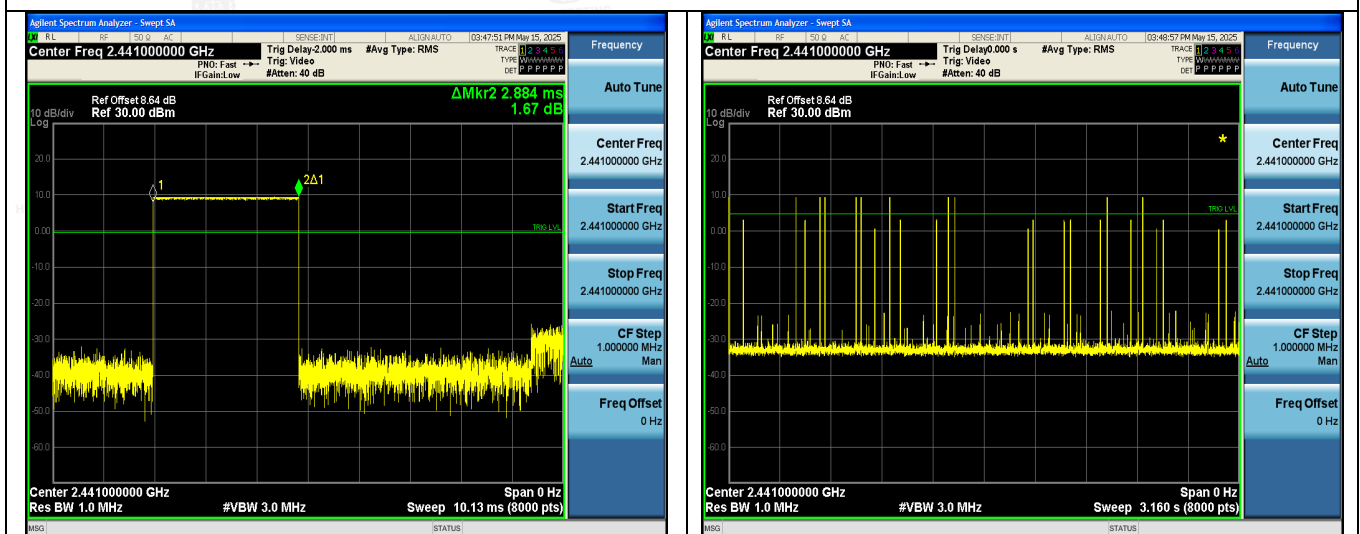 Agilent Spectrum Analyzer - Swept SA
LXI RL RF 50 Ω AC SENSE:INT ALIGN AUTO 03:47:51 PM May 15, 2025
Center Freq 2.441000000 GHz
PNO: Fast
IFGain:Low
Trig Delay-2.000 ms
Trig: Video
#Atten: 40 dB
#Avg Type: RMS
TRACE 1 2 3 4 5 6
TYPE WWWWWW
DET P P P P P P
ΔMkr2 2.884 ms
1.67 dB
Ref Offset 8.64 dB
Ref 30.00 dBm
10 dB/div
Log
20.0
10.0
0.00
-10.0
-20.0
-30.0
-40.0
-50.0
-60.0
1
2Δ1
TRIG LVL
Center 2.441000000 GHz
Span 0 Hz
Res BW 1.0 MHz
#VBW 3.0 MHz
Sweep 10.13 ms (8000 pts)
MSG
STATUS
Frequency
Auto Tune
Center Freq
2.441000000 GHz
Start Freq
2.441000000 GHz
Stop Freq
2.441000000 GHz
CF Step
1.000000 MHz
Auto Man
Freq Offset
0 Hz
Agilent Spectrum Analyzer - Swept SA
LXI RL RF 50 Ω AC SENSE:INT ALIGN AUTO 03:48:57 PM May 15, 2025
Center Freq 2.441000000 GHz
PNO: Fast
IFGain:Low
Trig Delay0.000 s
Trig: Video
#Atten: 40 dB
#Avg Type: RMS
TRACE 1 2 3 4 5 6
TYPE WWWWWW
DET P P P P P P
Ref Offset 8.64 dB
Ref 30.00 dBm
10 dB/div
Log
*
20.0
10.0
0.00
-10.0
-20.0
-30.0
-40.0
-50.0
-60.0
TRIG LVL
Center 2.441000000 GHz
Span 0 Hz
Res BW 1.0 MHz
#VBW 3.0 MHz
Sweep 3.160 s (8000 pts)
MSG
STATUS
Frequency
Auto Tune
Center Freq
2.441000000 GHz
Start Freq
2.441000000 GHz
Stop Freq
2.441000000 GHz
CF Step
1.000000 MHz
Auto Man
Freq Offset
0 Hz